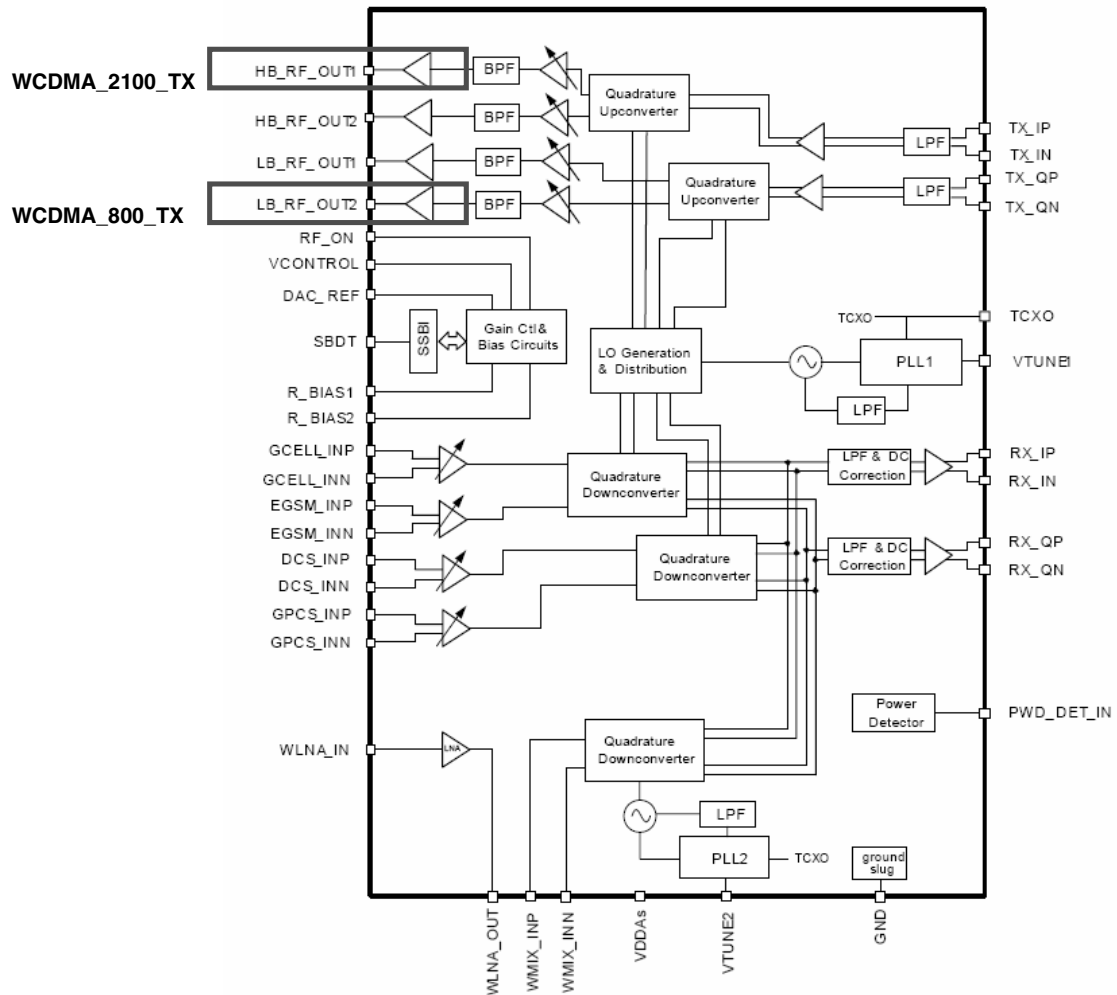 WCDMA_2100_TX
HB_RF_OUT1
BPF
Quadrature
Upconverter
HB_RF_OUT2
BPF
LPF
TX_IP
TX_IN
LB_RF_OUT1
BPF
Quadrature
Upconverter
LPF
TX_QP
TX_QN
WCDMA_800_TX
LB_RF_OUT2
BPF
RF_ON
VCONTROL
DAC_REF
SBDT
SSBI
Gain Ctl &
Bias Circuits
R_BIAS1
R_BIAS2
LO Generation
& Distribution
TCXO
TCXO
PLL1
VTUNE1
LPF
GCELL_INP
GCELL_INN
EGSM_INP
EGSM_INN
DCS_INP
DCS_INN
GPCS_INP
GPCS_INN
Quadrature
Downconverter
LPF & DC
Correction
RX_IP
RX_IN
Quadrature
Downconverter
LPF & DC
Correction
RX_QP
RX_QN
Power
Detector
PWD_DET_IN
WLNA_IN
LNA
Quadrature
Downconverter
LPF
PLL2
TCXO
ground
slug
WLNA_OUT
WMIX_INP
WMIX_INN
VDDAs
VTUNE2
GND